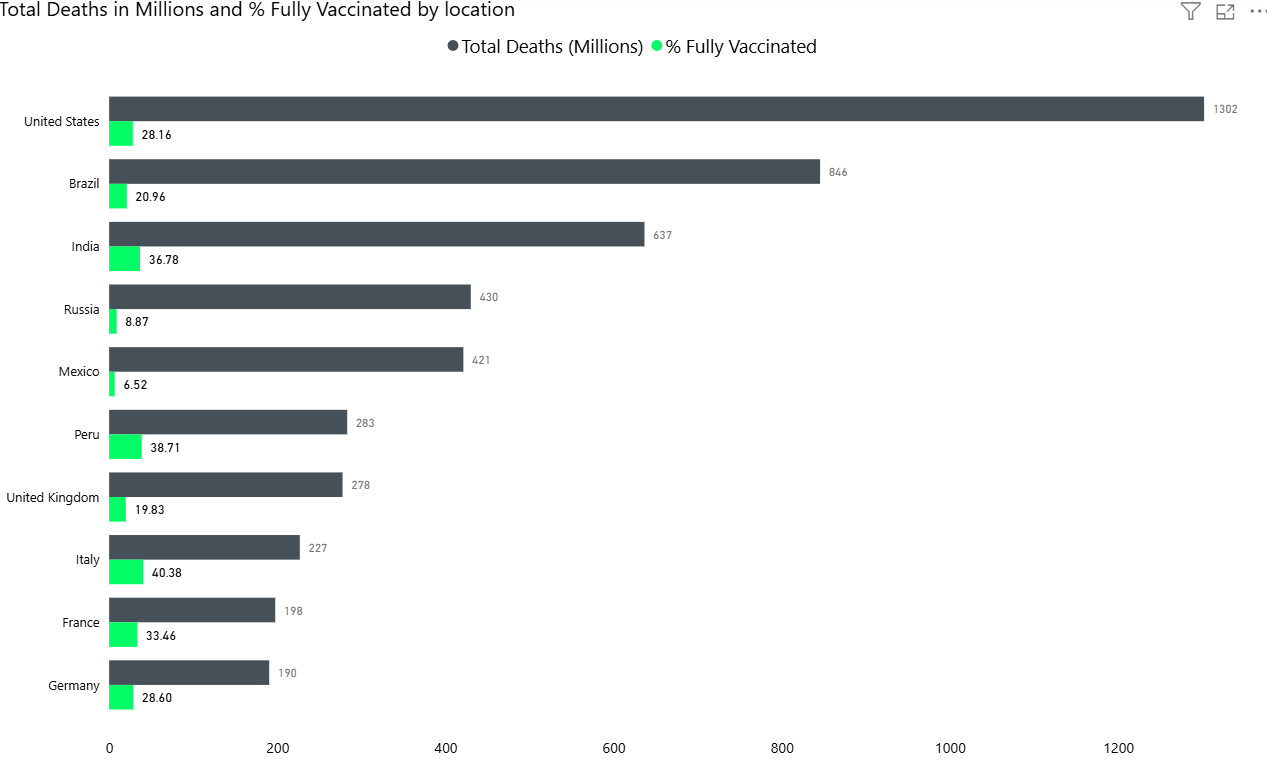 Total Deaths in Millions and % Fully Vaccinated by location
Total Deaths (Millions) % Fully Vaccinated
United States
1302
28.16
Brazil
846
20.96
India
637
36.78
Russia
430
8.87
Mexico
421
6.52
Peru
283
38.71
United Kingdom
278
19.83
Italy
227
40.38
France
198
33.46
Germany
190
28.60
0 200 400 600 800 1000 1200